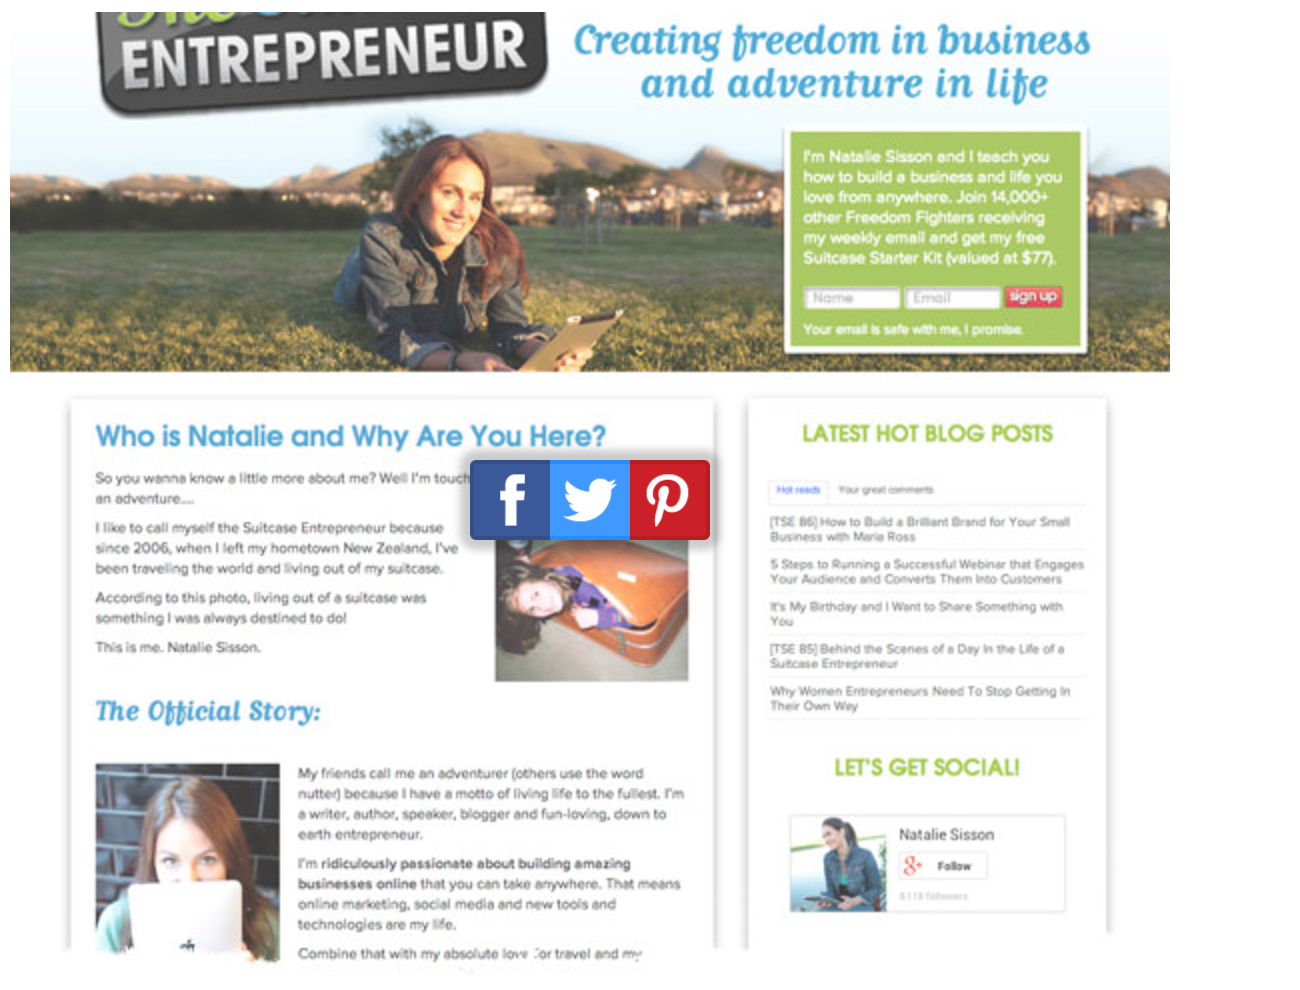 ENTREPRENEUR
Creating freedom in business
and adventure in life
I'm Natalie Sisson and I teach you
how to build a business and life you
love from anywhere. Join 14,000+
other Freedom Fighters receiving
my weekly email and get my free
Suitcase Starter Kit (valued at $77).
Name Email sign up
Your email is safe with me, I promise.
Who is Natalie and Why Are You Here?
So you wanna know a little more about me? Well I'm touch
an adventure....
I like to call myself the Suitcase Entrepreneur because
since 2006, when I left my hometown New Zealand, I've
been traveling the world and living out of my suitcase.
According to this photo, living out of a suitcase was
something I was always destined to do!
This is me. Natalie Sisson.
The Official Story:
My friends call me an adventurer (others use the word
nutter) because I have a motto of living life to the fullest. I'm
a writer, author, speaker, blogger and fun-loving, down to
earth entrepreneur.
I'm ridiculously passionate about building amazing
businesses online that you can take anywhere. That means
online marketing, social media and new tools and
technologies are my life.
Combine that with my absolute love for travel and my
LATEST HOT BLOG POSTS
Hot reads Your great comments
[TSE 86] How to Build a Brilliant Brand for Your Small
Business with Maria Ross
5 Steps to Running a Successful Webinar that Engages
Your Audience and Converts Them Into Customers
It's My Birthday and I Want to Share Something with
You
[TSE 85] Behind the Scenes of a Day In the Life of a
Suitcase Entrepreneur
Why Women Entrepreneurs Need To Stop Getting In
Their Own Way
LET'S GET SOCIAL!
Natalie Sisson
g+ Follow
8,118 followers